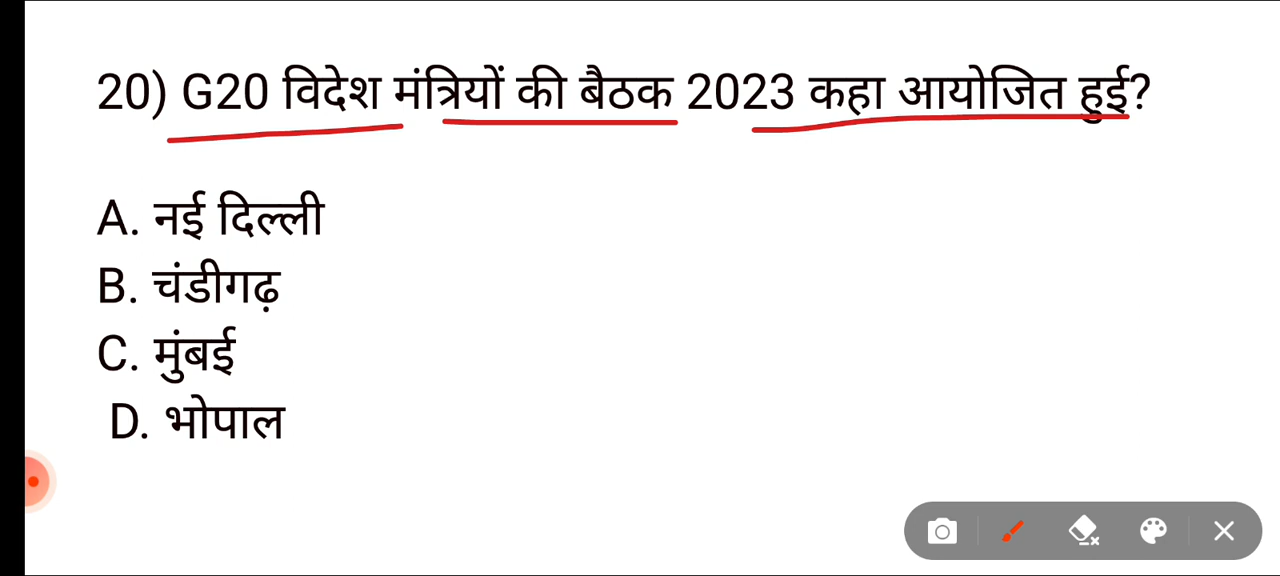 20) G20 विदेश मंत्रियों की बैठक 2023 कहा आयोजित हुई?
A. नई दिल्ली
B. चंडीगढ़
C. मुंबई
D. भोपाल